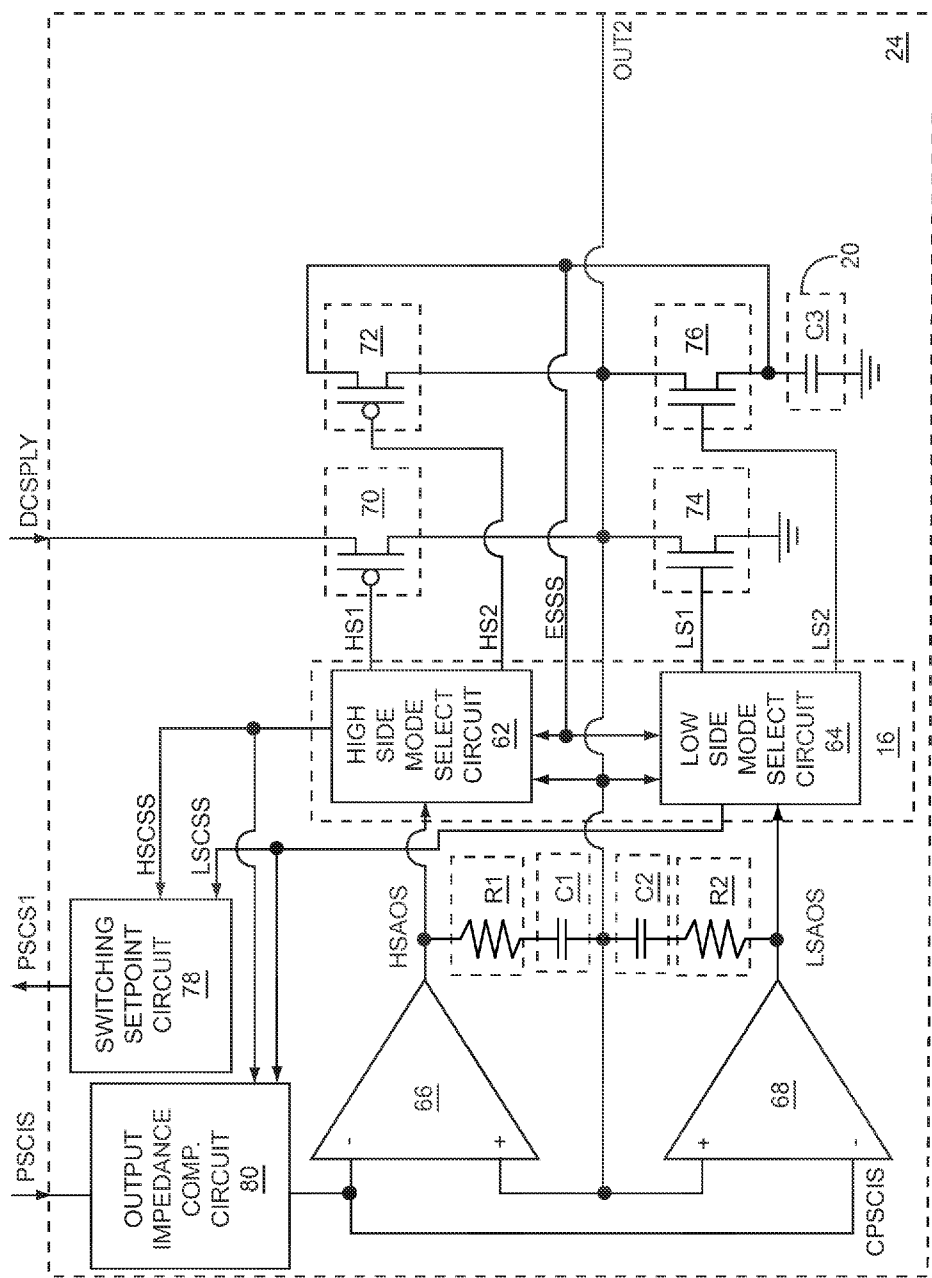 PSCIS
PSCS1
DCSPLY
OUTPUT
IMPEDANCE
COMP.
CIRCUIT
80
SWITCHING
SETPOINT
CIRCUIT
78
HSCSS
LSCSS
66
-
+
68
+
-
CPSCIS
HSAOS
LSAOS
R1
C1
C2
R2
HIGH
SIDE
MODE
SELECT
CIRCUIT
62
LOW
SIDE
MODE
SELECT
CIRCUIT
64
16
HS1
HS2
ESSS
LS1
LS2
70
72
74
76
C3
20
OUT2
24